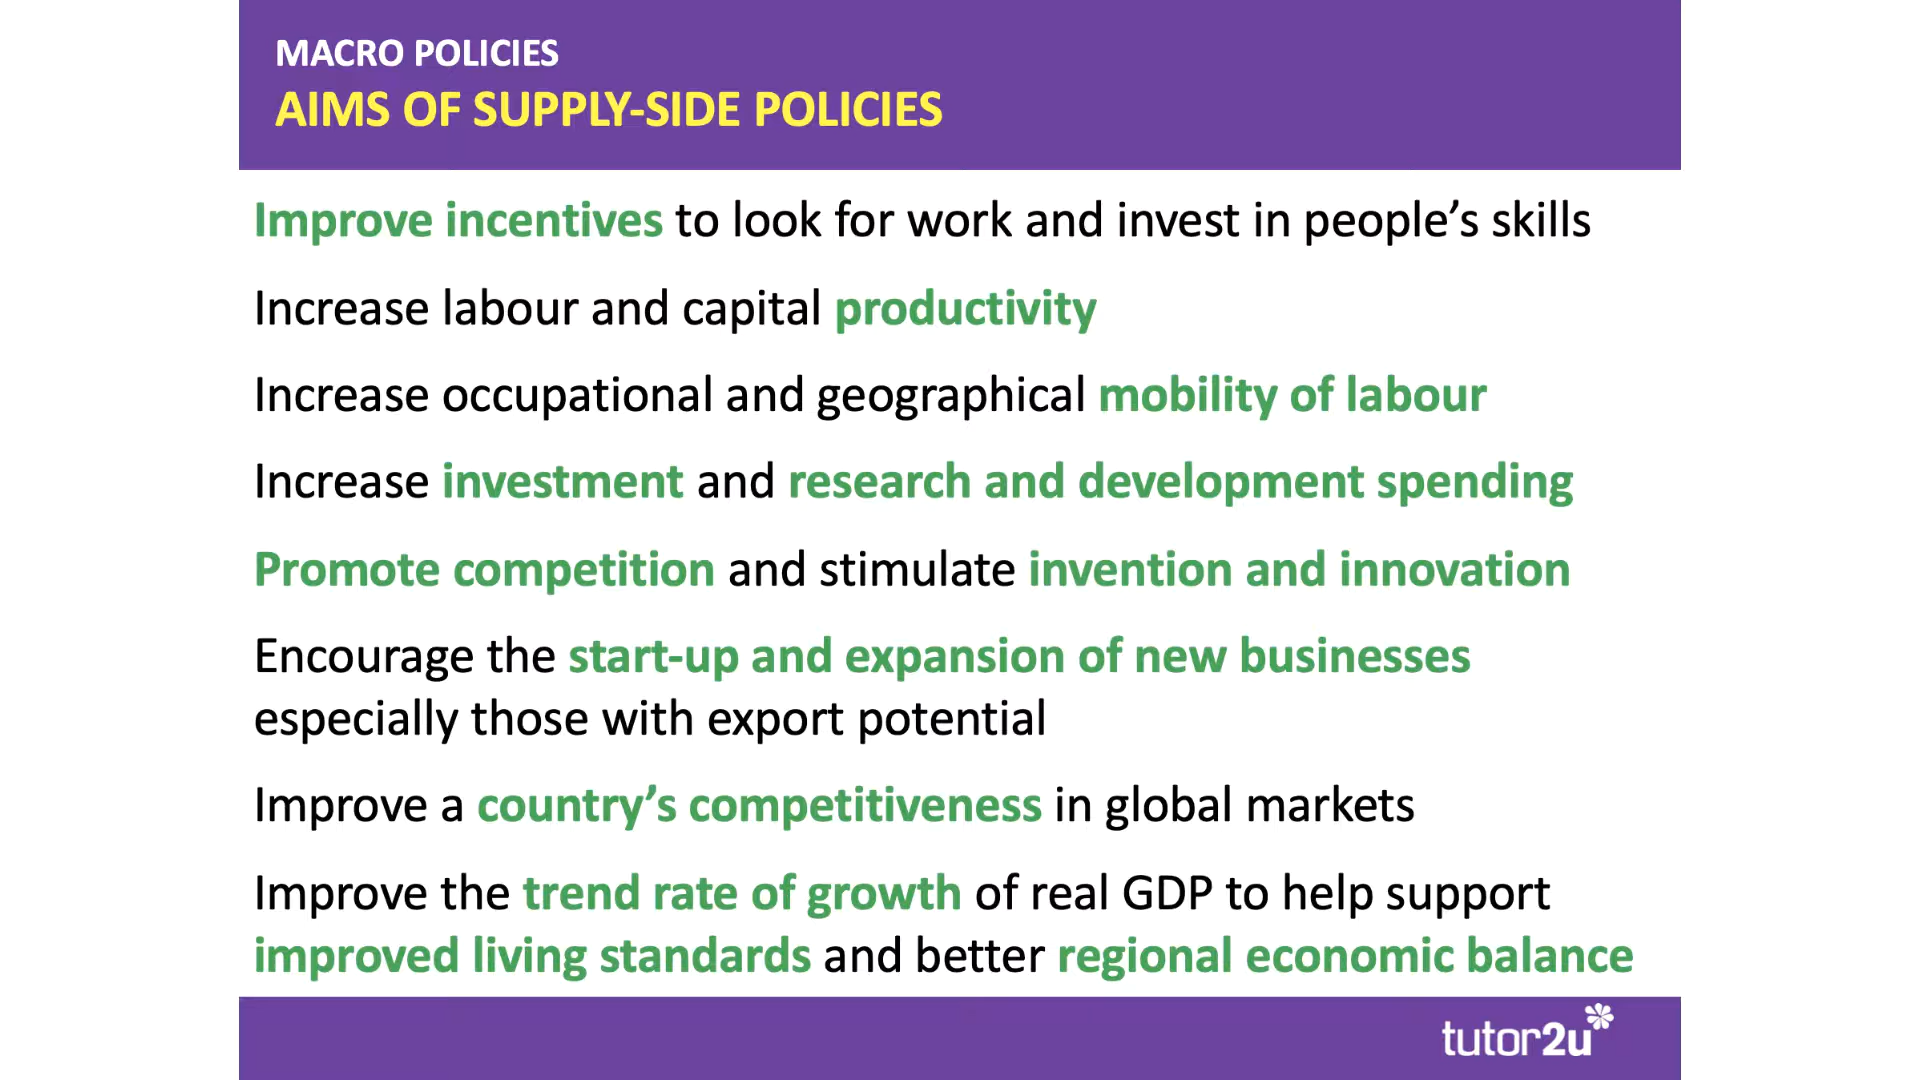 MACRO POLICIES
AIMS OF SUPPLY-SIDE POLICIES
Improve incentives to look for work and invest in people’s skills
Increase labour and capital productivity
Increase occupational and geographical mobility of labour
Increase investment and research and development spending
Promote competition and stimulate invention and innovation
Encourage the start-up and expansion of new businesses
especially those with export potential
Improve a country’s competitiveness in global markets
Improve the trend rate of growth of real GDP to help support
improved living standards and better regional economic balance
tutor2u